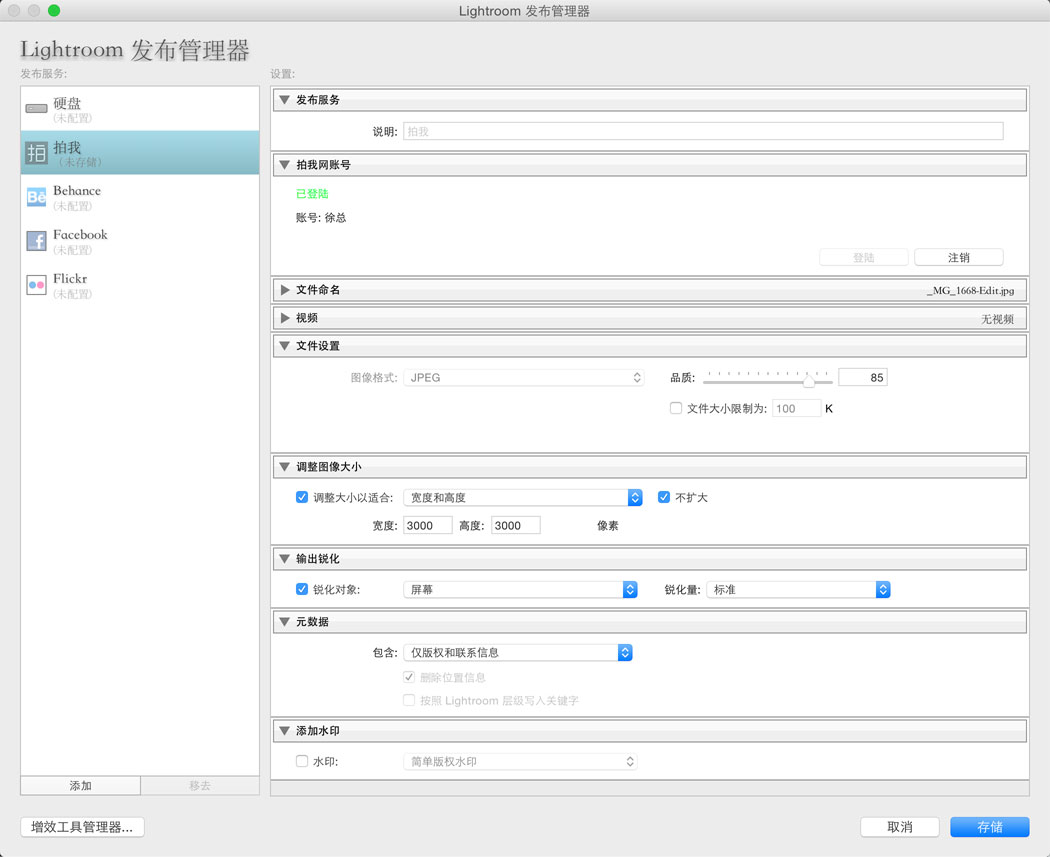 Lightroom 发布管理器
Lightroom 发布管理器
发布服务:
硬盘
(未配置)
拍
拍我
(未存储)
Bē
Behance
(未配置)
f
Facebook
(未配置)
Flickr
(未配置)
添加 移去
增效工具管理器...
设置:
发布服务
说明: 拍我
拍我网账号
已登陆
账号: 徐总
登陆 注销
文件命名 _MG_1668-Edit.jpg
视频 无视频
文件设置
图像格式: JPEG 品质: 85
文件大小限制为: 100 K
调整图像大小
调整大小以适合: 宽度和高度 不扩大
宽度: 3000 高度: 3000 像素
输出锐化
锐化对象: 屏幕 锐化量: 标准
元数据
包含: 仅版权和联系信息
删除位置信息
按照 Lightroom 层级写入关键字
添加水印
水印: 简单版权水印
取消 存储